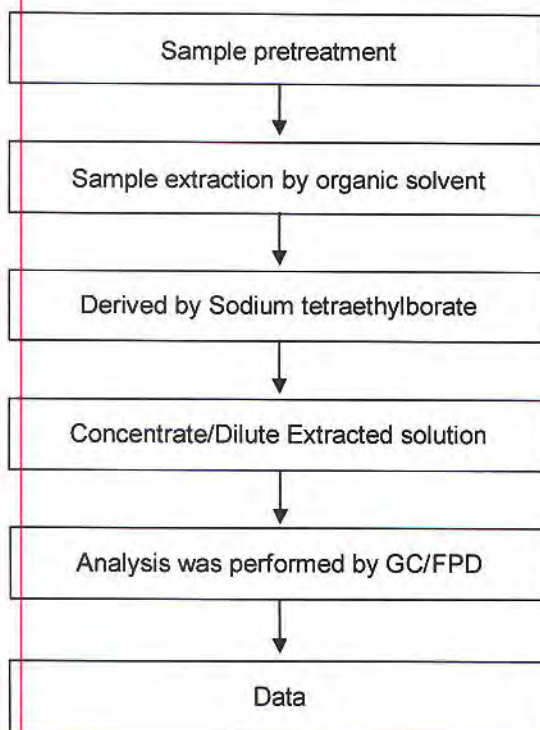 Sample pretreatment
Sample extraction by organic solvent
Derived by Sodium tetraethylborate
Concentrate/Dilute Extracted solution
Analysis was performed by GC/FPD
Data